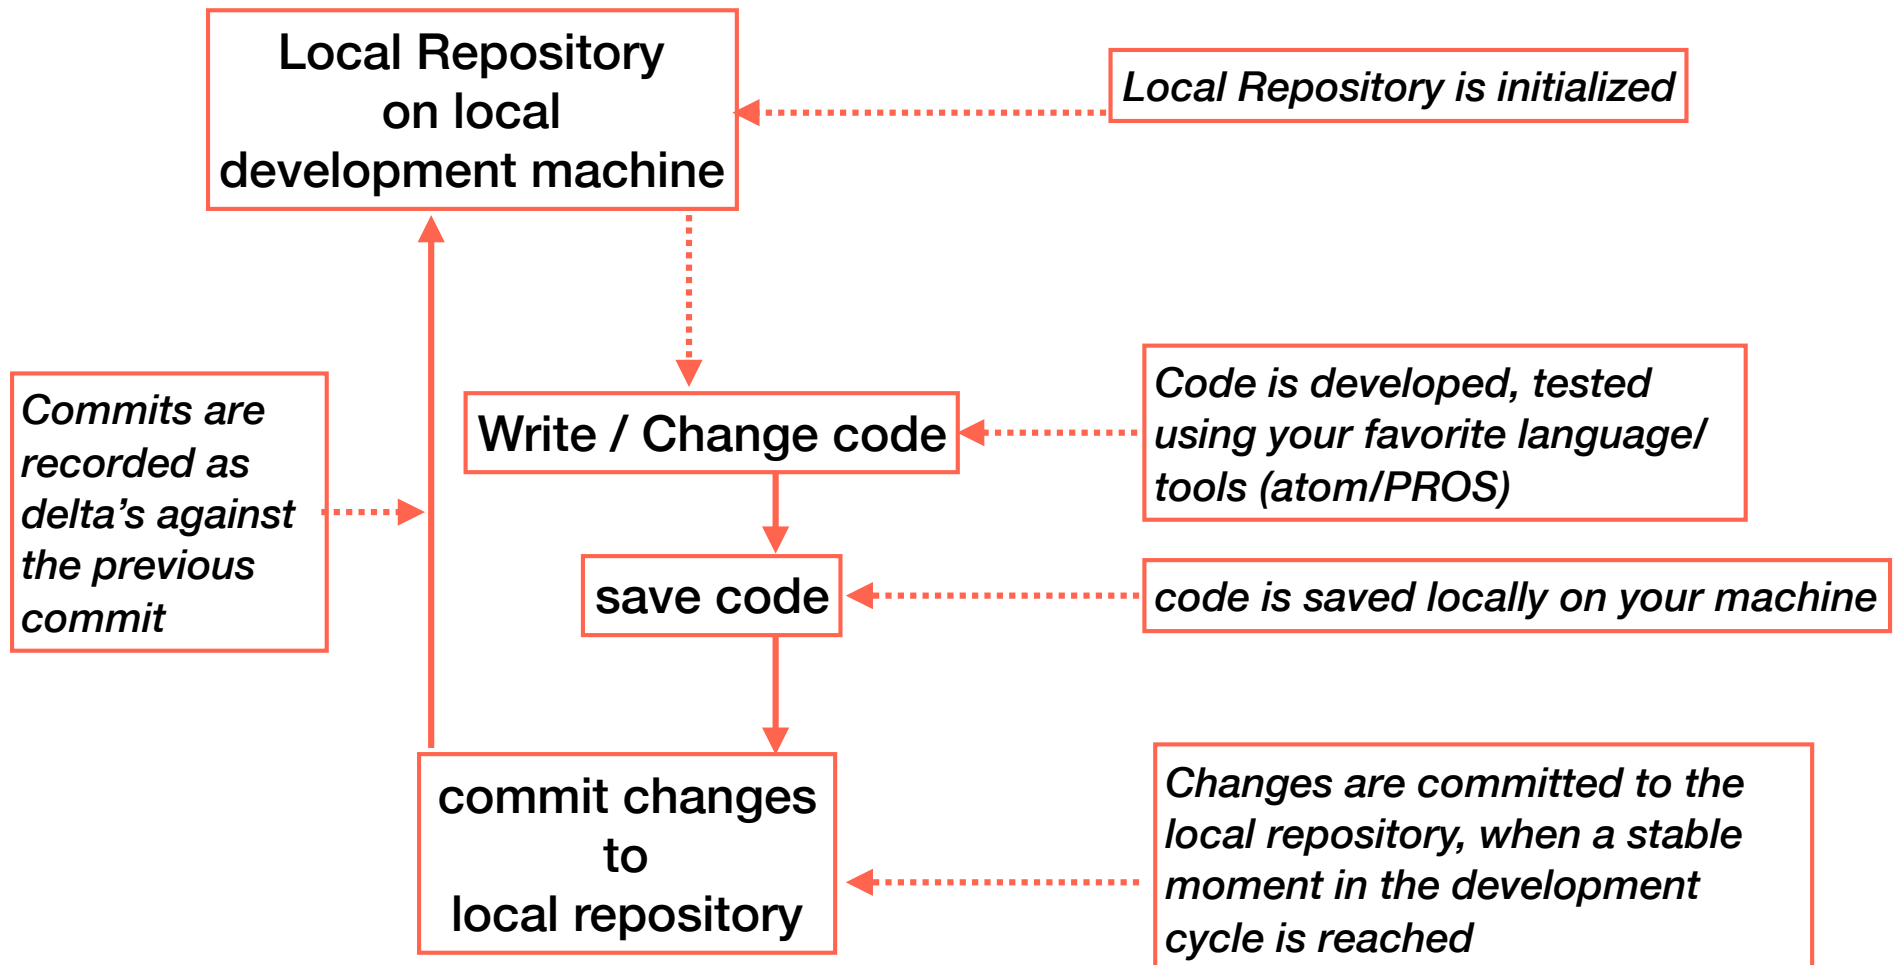 Local Repository
on local
development machine
Local Repository is initialized
Write / Change code
Code is developed, tested
using your favorite language/
tools (atom/PROS)
Commits are
recorded as
delta’s against
the previous
commit
save code
code is saved locally on your machine
commit changes
to
local repository
Changes are committed to the
local repository, when a stable
moment in the development
cycle is reached